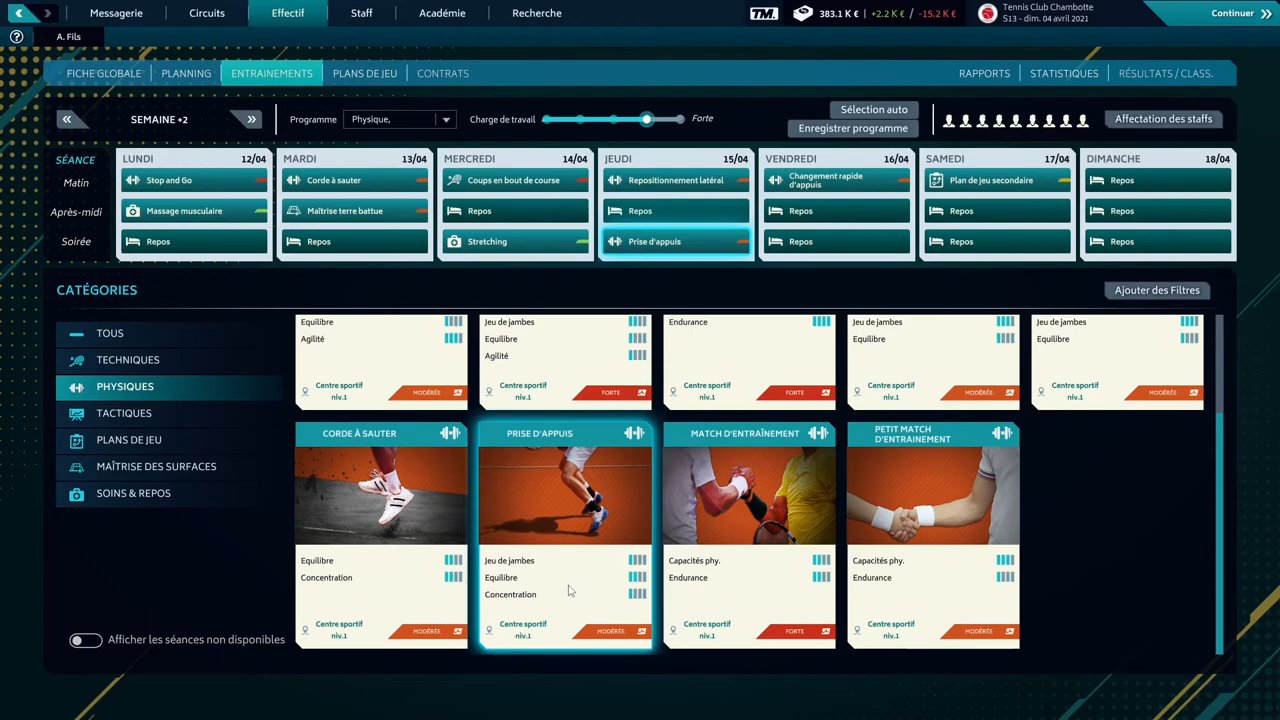 Messagerie
Circuits
Effectif
Staff
Académie
Recherche
TM.
383.1 K € / +2.2 K € / -15.2 K €
Tennis Club Chambotte
S13 - dim. 04 avril 2021
Continuer
?
A. Fils
FICHE GLOBALE
PLANNING
ENTRAINEMENTS
PLANS DE JEU
CONTRATS
RAPPORTS
STATISTIQUES
RÉSULTATS / CLASS.
SEMAINE +2
Programme
Physique,
Charge de travail
Forte
Sélection auto
Enregistrer programme
Affectation des staffs
SÉANCE
LUNDI 12/04
MARDI 13/04
MERCREDI 14/04
JEUDI 15/04
VENDREDI 16/04
SAMEDI 17/04
DIMANCHE 18/04
Matin
Stop and Go
Corde à sauter
Coups en bout de course
Repositionnement latéral
Changement rapide
d'appuis
Plan de jeu secondaire
Repos
Après-midi
Massage musculaire
Maîtrise terre battue
Repos
Repos
Repos
Repos
Repos
Soirée
Repos
Repos
Stretching
Prise d'appuis
Repos
Repos
Repos
CATÉGORIES
Ajouter des Filtres
TOUS
TECHNIQUES
PHYSIQUES
TACTIQUES
PLANS DE JEU
MAÎTRISE DES SURFACES
SOINS & REPOS
Afficher les séances non disponibles
Equilibre
Agilité
Centre sportif
niv.1
MODÉRÉE
Jeu de jambes
Equilibre
Agilité
Centre sportif
niv.1
FORTE
Endurance
Centre sportif
niv.1
FORTE
Jeu de jambes
Equilibre
Centre sportif
niv.1
MODÉRÉE
Jeu de jambes
Equilibre
Centre sportif
niv.1
MODÉRÉE
CORDE À SAUTER
Equilibre
Concentration
Centre sportif
niv.1
MODÉRÉE
PRISE D'APPUIS
Jeu de jambes
Equilibre
Concentration
Centre sportif
niv.1
MODÉRÉE
MATCH D'ENTRAÎNEMENT
Capacités phy.
Endurance
Centre sportif
niv.1
FORTE
PETIT MATCH
D'ENTRAINEMENT
Capacités phy.
Endurance
Centre sportif
niv.1
MODÉRÉE